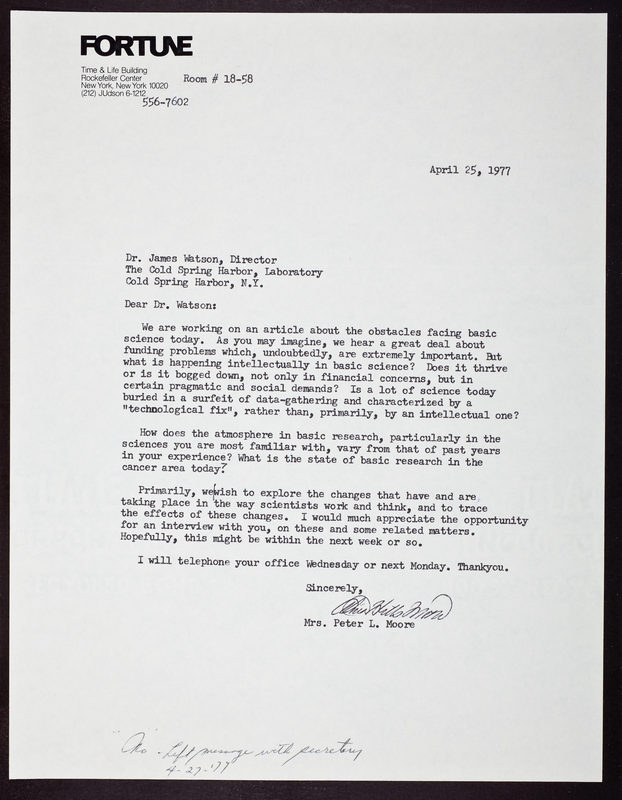 FORTUNE
Time & Life Building
Rockefeller Center
New York, New York 10020
(212) JUdson 6-1212
Room # 18-58
556-7602
April 25, 1977
Dr. James Watson, Director
The Cold Spring Harbor, Laboratory
Cold Spring Harbor, N.Y.
Dear Dr. Watson:
We are working on an article about the obstacles facing basic
science today. As you may imagine, we hear a great deal about
funding problems which, undoubtedly, are extremely important. But
what is happening intellectually in basic science? Does it thrive
or is it bogged down, not only in financial concerns, but in
certain pragmatic and social demands? Is a lot of science today
buried in a surfeit of data-gathering and characterized by a
"technological fix", rather than, primarily, by an intellectual one?
How does the atmosphere in basic research, particularly in the
sciences you are most familiar with, vary from that of past years
in your experience? What is the state of basic research in the
cancer area today?
Primarily, we wish to explore the changes that have and are
taking place in the way scientists work and think, and to trace
the effects of these changes. I would much appreciate the opportunity
for an interview with you, on these and some related matters.
Hopefully, this might be within the next week or so.
I will telephone your office Wednesday or next Monday. Thankyou.
Sincerely,
Mrs. Peter L. Moore
"No" - Left message with secretary
4-27-'77